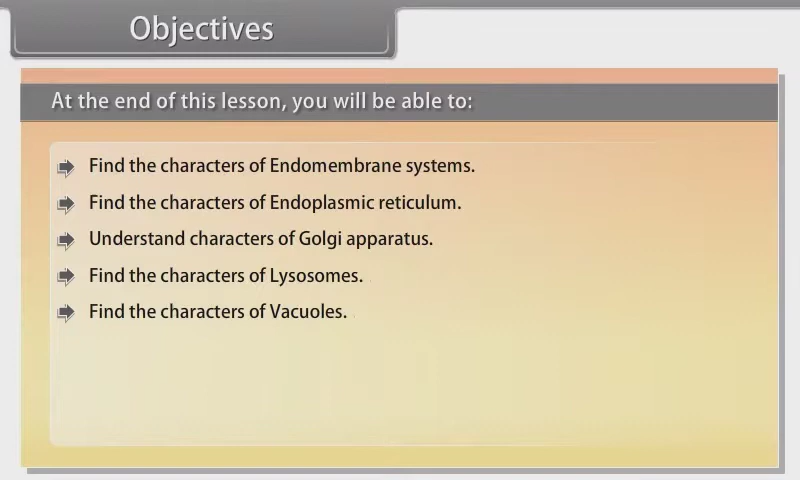 Objectives
At the end of this lesson, you will be able to:
Find the characters of Endomembrane systems.
Find the characters of Endoplasmic reticulum.
Understand characters of Golgi apparatus.
Find the characters of Lysosomes.
Find the characters of Vacuoles.